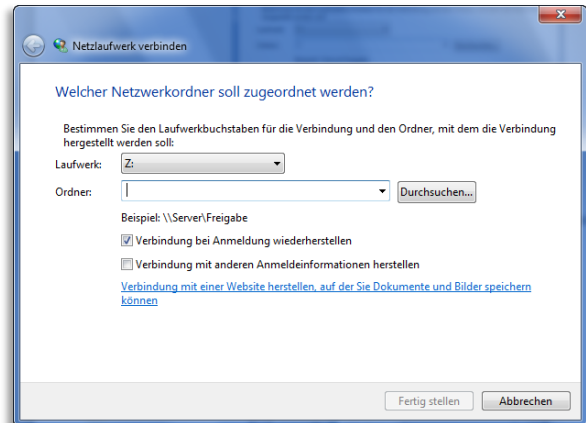 Netzlaufwerk verbinden
Welcher Netzwerkordner soll zugeordnet werden?
Bestimmen Sie den Laufwerkbuchstaben für die Verbindung und den Ordner, mit dem die Verbindung
hergestellt werden soll:
Laufwerk: Z:
Ordner: Durchsuchen...
Beispiel: \\Server\Freigabe
Verbindung bei Anmeldung wiederherstellen
Verbindung mit anderen Anmeldeinformationen herstellen
Verbindung mit einer Website herstellen, auf der Sie Dokumente und Bilder speichern
können
Fertig stellen Abbrechen